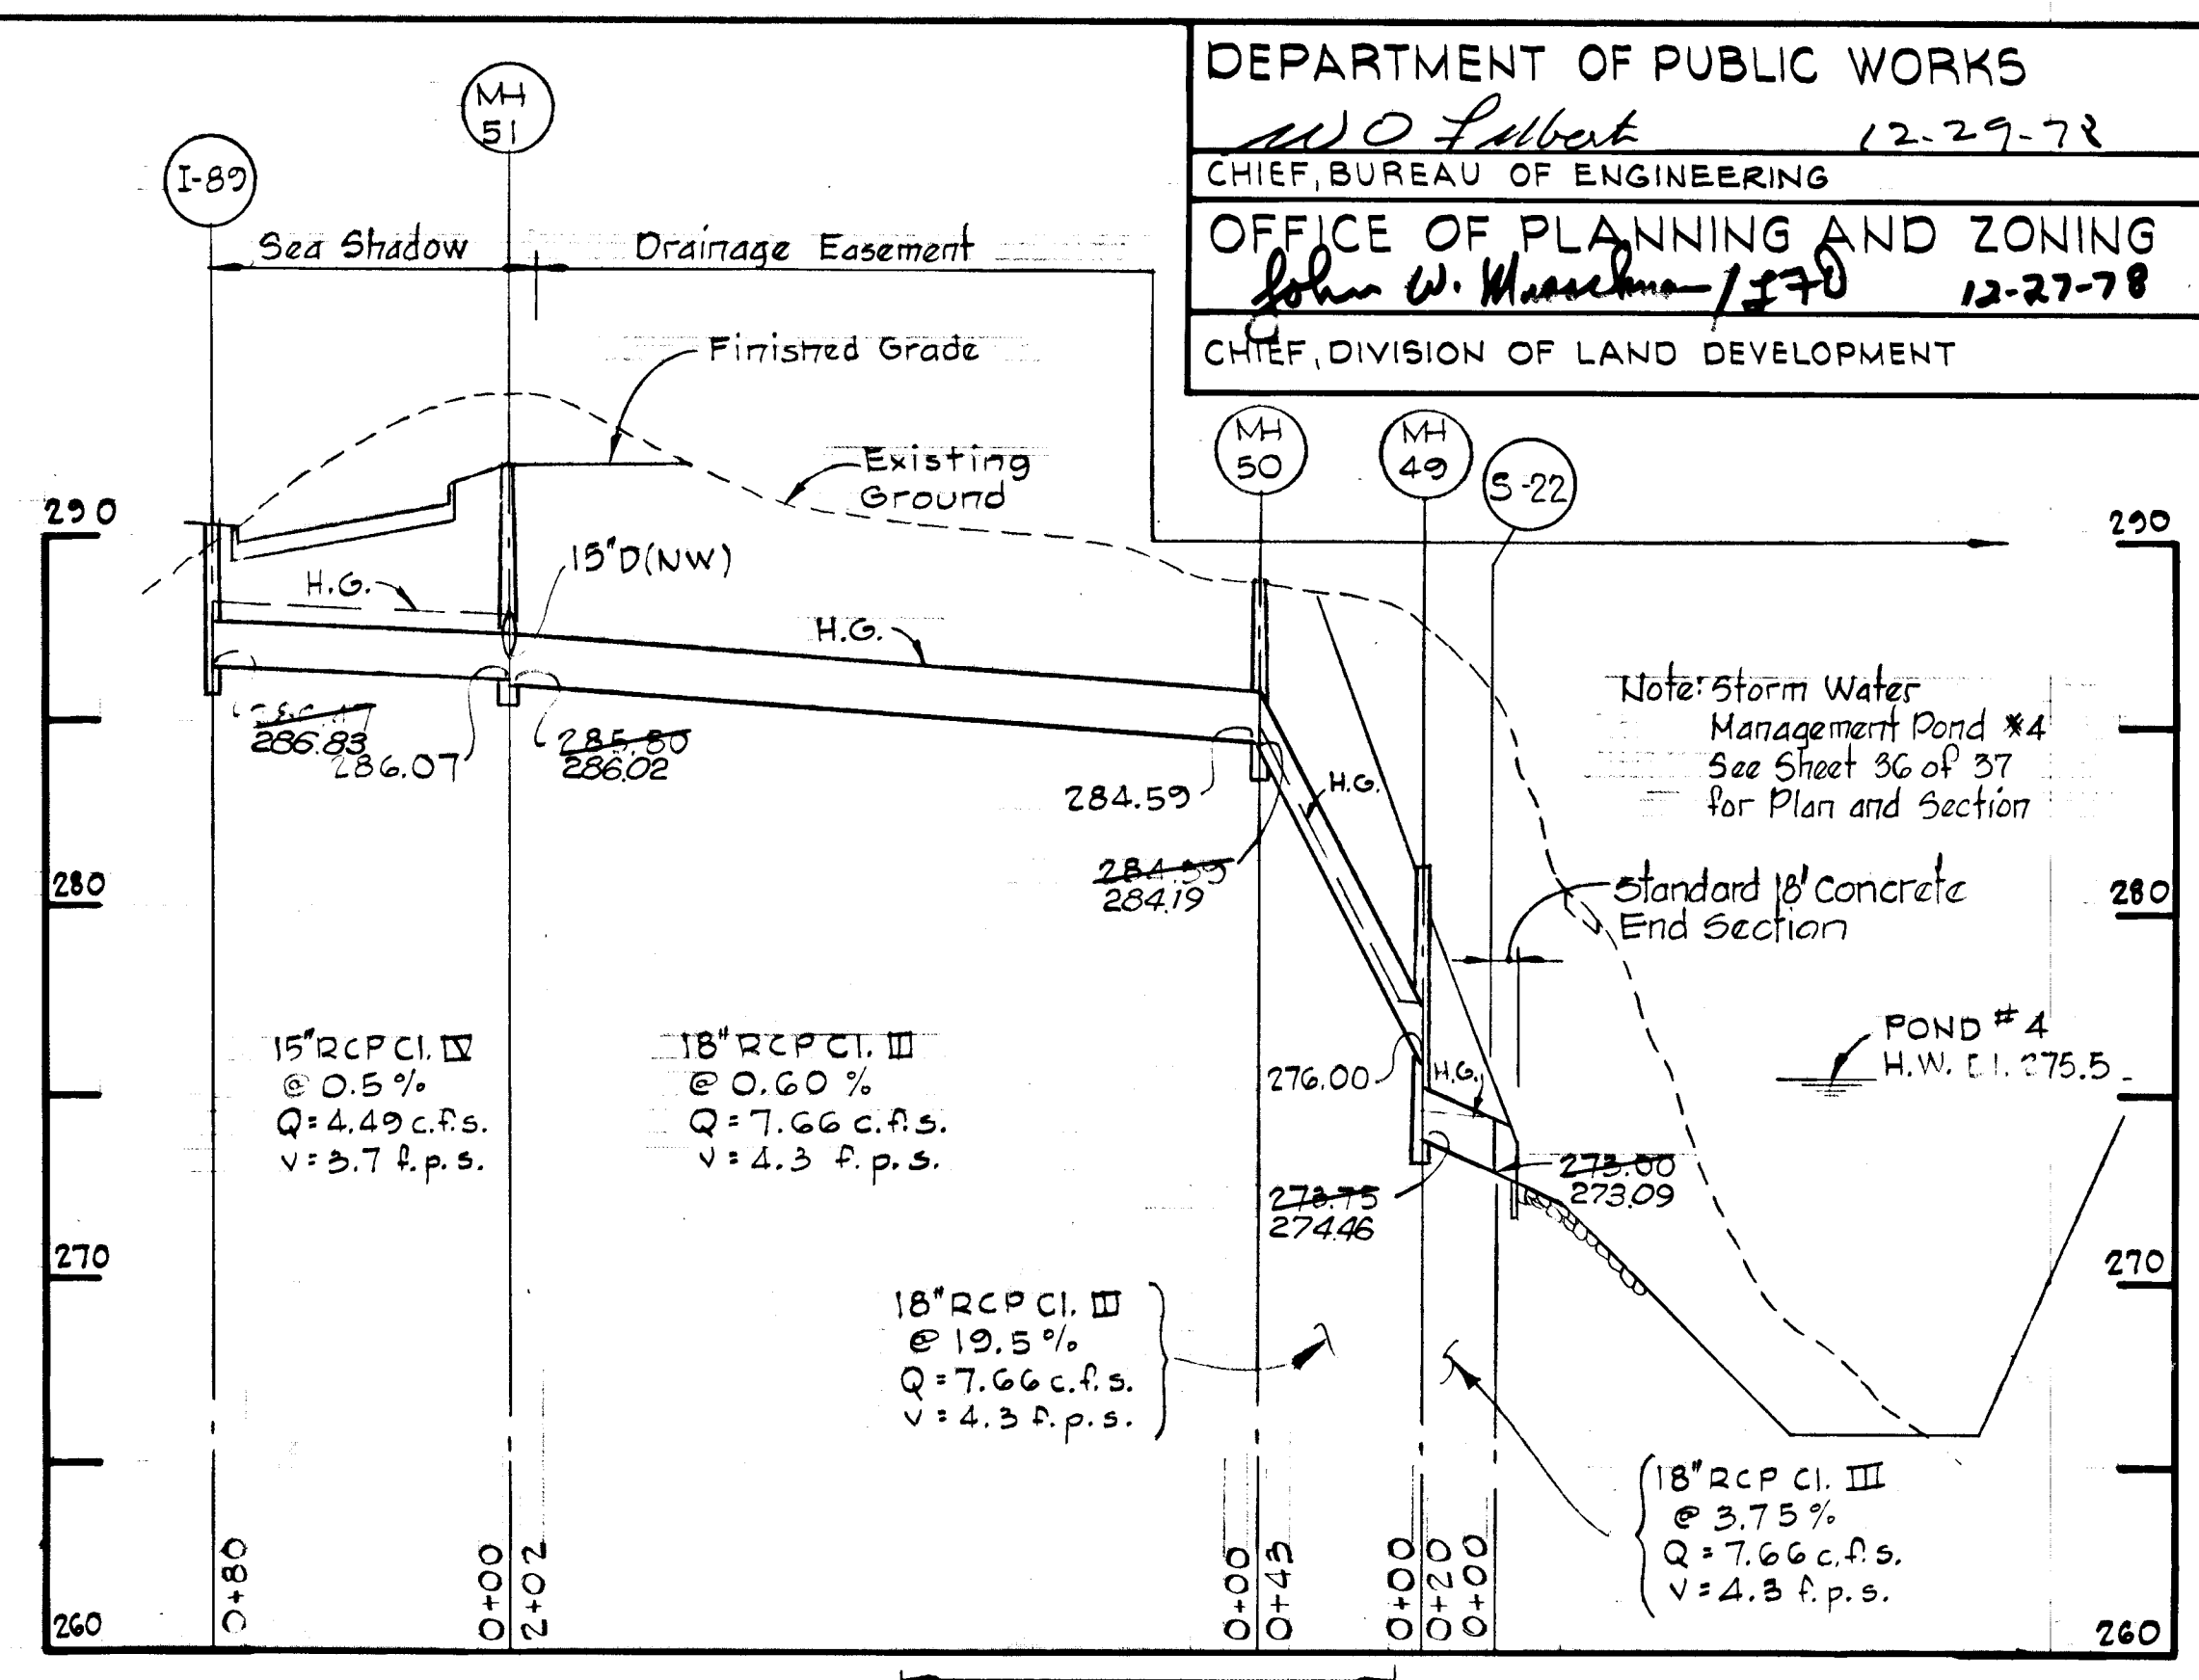 DEPARTMENT OF PUBLIC WORKS
12-29-78
CHIEF, BUREAU OF ENGINEERING
OFFICE OF PLANNING AND ZONING
John W. 12-27-78
CHIEF, DIVISION OF LAND DEVELOPMENT
MH
51
I-89
Sea Shadow
Drainage Easement
Finished Grade
Existing
Ground
MH
50
MH
49
S-22
290
290
15"D(NW)
H.G.
H.G.
286.83
286.07
285.80
286.02
284.59
H.G.
284.19
Note: Storm Water
Management Pond #4
See Sheet 36 of 37
for Plan and Section
280
280
Standard 18' Concrete
End Section
POND #4
H.W. El. 275.5
15" RCP Cl. IV
@ 0.5%
Q = 4.49 c.f.s.
V = 3.7 f.p.s.
18" RCP Cl. III
@ 0.60%
Q = 7.66 c.f.s.
V = 4.3 f.p.s.
276.00
H.G.
273.75
274.46
273.00
273.09
270
270
18" RCP Cl. III
@ 19.5%
Q = 7.66 c.f.s.
V = 4.3 f.p.s.
18" RCP Cl. III
@ 3.75%
Q = 7.66 c.f.s.
V = 4.3 f.p.s.
260
0+80
0+00
2+02
0+00
0+43
0+00
0+20
0+00
260